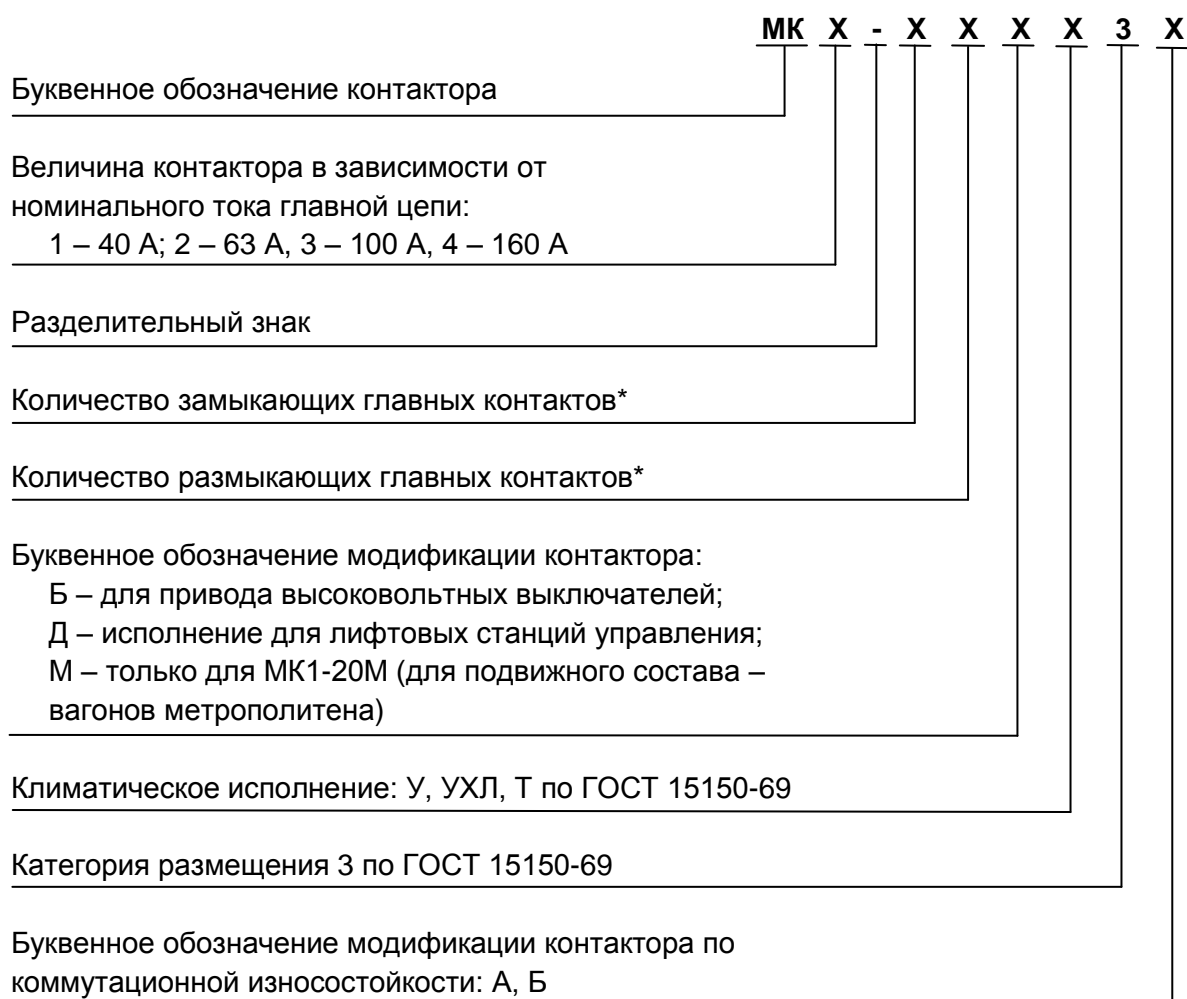 МК Х - Х Х Х Х 3 Х
Буквенное обозначение контактора
Величина контактора в зависимости от
номинального тока главной цепи:
1 – 40 А; 2 – 63 А, 3 – 100 А, 4 – 160 А
Разделительный знак
Количество замыкающих главных контактов*
Количество размыкающих главных контактов*
Буквенное обозначение модификации контактора:
Б – для привода высоковольтных выключателей;
Д – исполнение для лифтовых станций управления;
М – только для МК1-20М (для подвижного состава –
вагонов метрополитена)
Климатическое исполнение: У, УХЛ, Т по ГОСТ 15150-69
Категория размещения 3 по ГОСТ 15150-69
Буквенное обозначение модификации контактора по
коммутационной износостойкости: А, Б